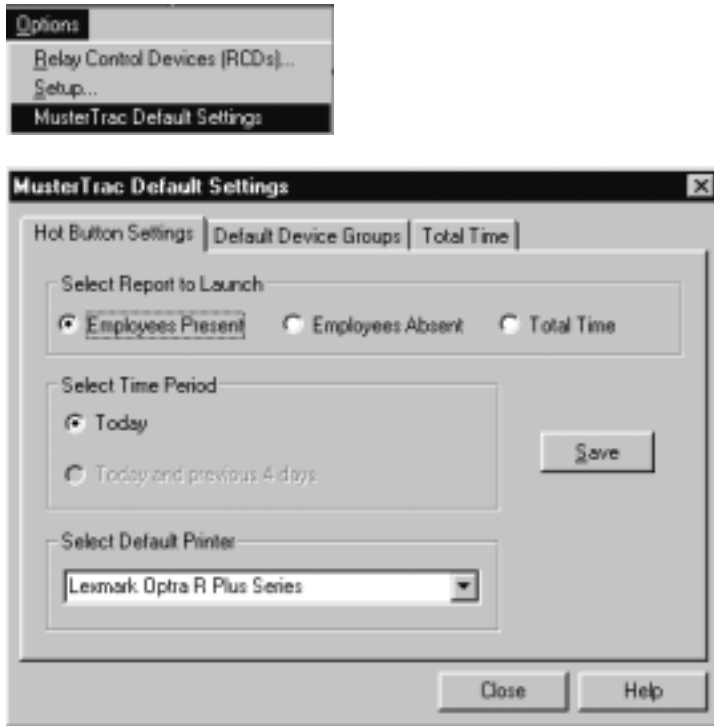 Options
Relay Control Devices (RCDs)...
Setup...
MusterTrac Default Settings
MusterTrac Default Settings
Hot Button Settings Default Device Groups Total Time
Select Report to Launch
Employees Present Employees Absent Total Time
Select Time Period
Today
Save
Today and previous 4 days
Select Default Printer
Lexmark Optra R Plus Series
Close Help